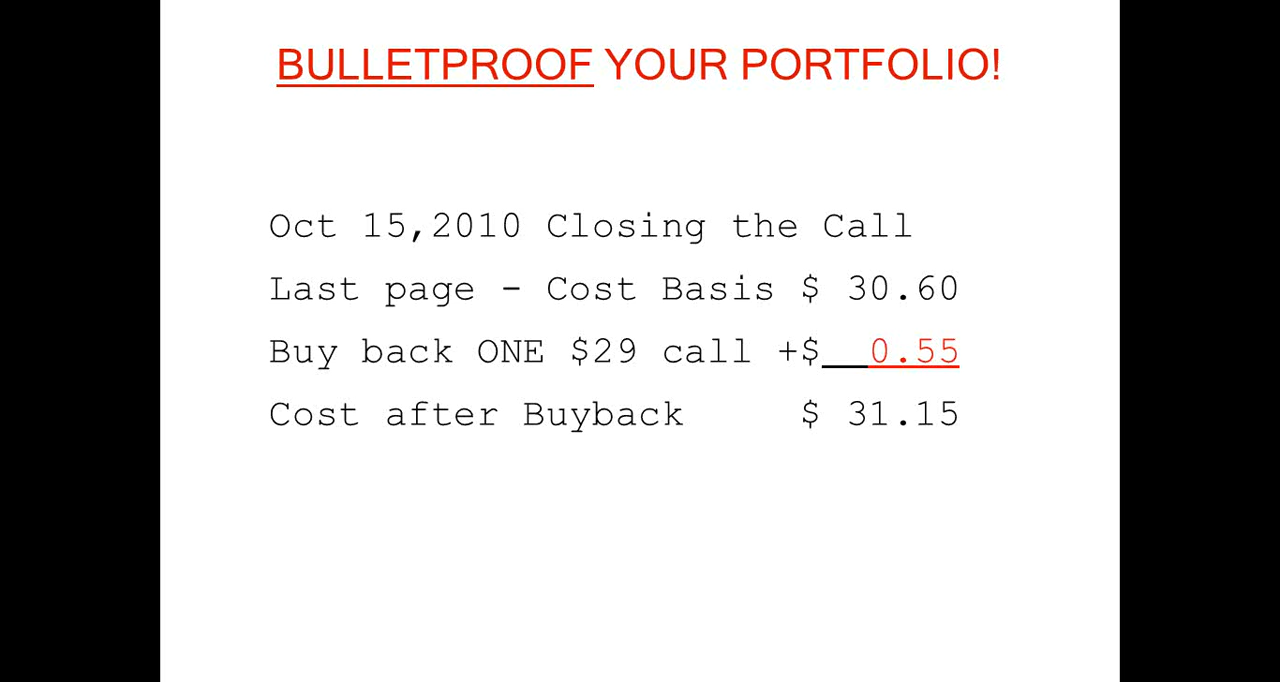 BULLETPROOF YOUR PORTFOLIO!
Oct 15,2010 Closing the Call
Last page - Cost Basis $ 30.60
Buy back ONE $29 call +$__0.55
Cost after Buyback $ 31.15